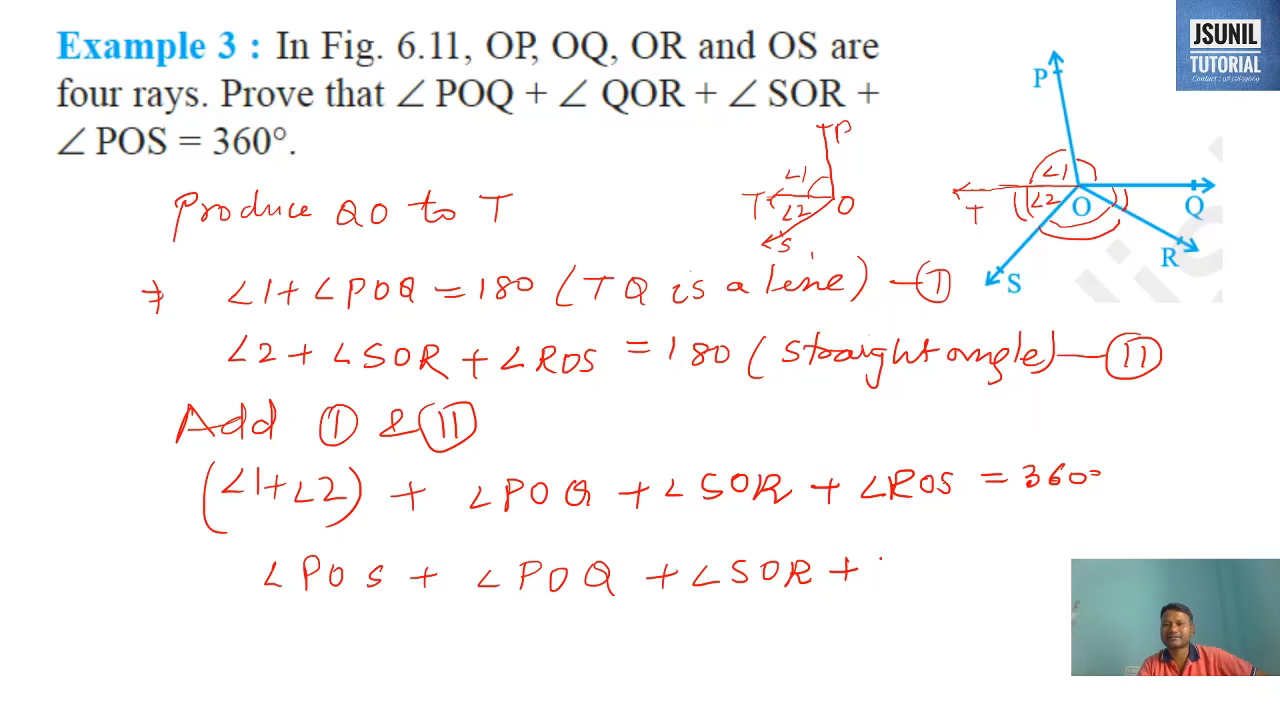 Example 3 : In Fig. 6.11, OP, OQ, OR and OS are
four rays. Prove that ∠ POQ + ∠ QOR + ∠ SOR +
∠ POS = 360°.
JSUNIL
TUTORIAL
P
∠1
T
∠2
O
S
P
∠1
T
∠2
O
Q
R
S
Produce QO to T
⇒ ∠1 + ∠POQ = 180 (TQ is a line) — I
∠2 + ∠SOR + ∠ROS = 180 (straight angle) — II
Add I & II
(∠1+∠2) + ∠POQ + ∠SOR + ∠ROS = 360°
∠POS + ∠POQ + ∠SOR +